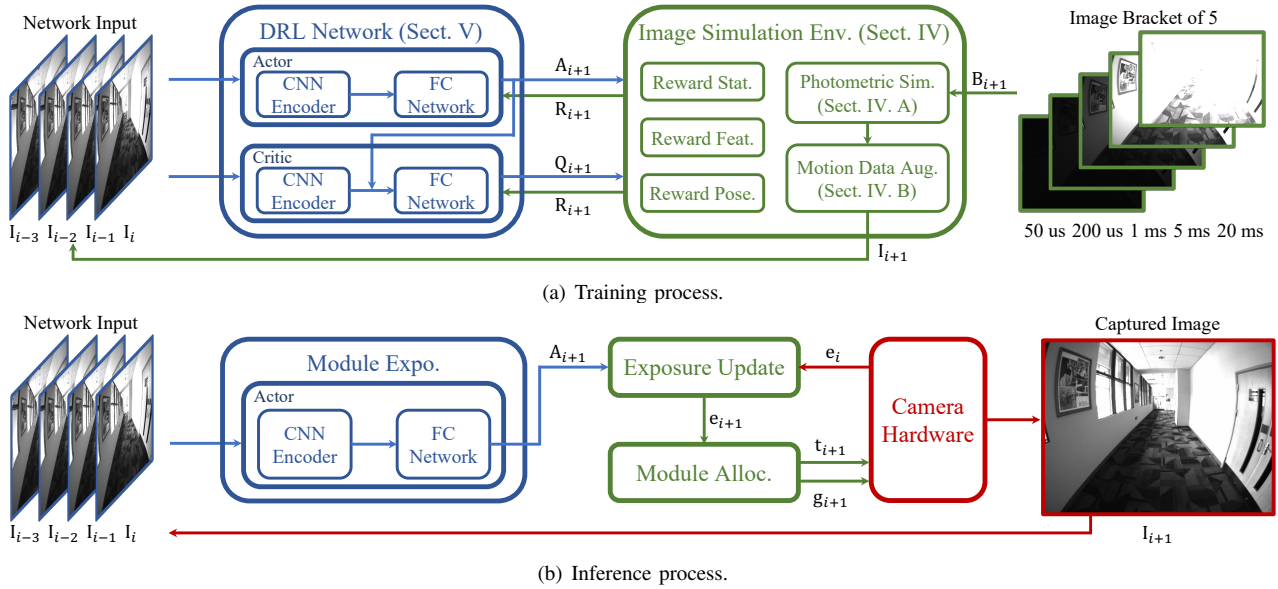 Network Input
DRL Network (Sect. V)
Image Simulation Env. (Sect. IV)
Image Bracket of 5
Actor
CNN
Encoder
FC
Network
A_{i+1}
R_{i+1}
Reward Stat.
Photometric Sim.
(Sect. IV. A)
B_{i+1}
Reward Feat.
Critic
CNN
Encoder
FC
Network
Q_{i+1}
R_{i+1}
Reward Pose.
Motion Data Aug.
(Sect. IV. B)
I_{i-3} I_{i-2} I_{i-1} I_i
I_{i+1}
50 us 200 us 1 ms 5 ms 20 ms
(a) Training process.
Network Input
Module Expo.
Actor
CNN
Encoder
FC
Network
A_{i+1}
Exposure Update
e_i
e_{i+1}
Module Alloc.
t_{i+1}
g_{i+1}
Camera
Hardware
Captured Image
I_{i-3} I_{i-2} I_{i-1} I_i
I_{i+1}
(b) Inference process.